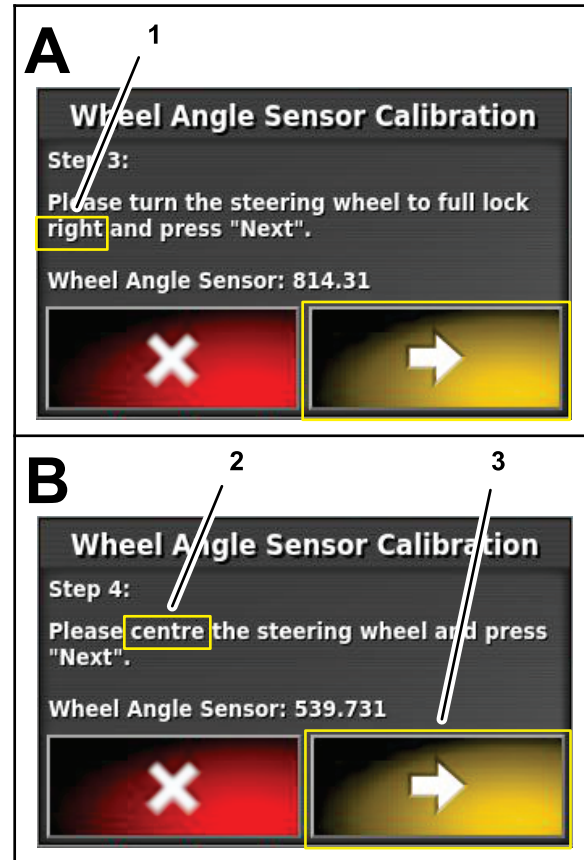 A
1
Wheel Angle Sensor Calibration
Step 3:
Please turn the steering wheel to full lock
right and press "Next".
Wheel Angle Sensor: 814.31
B
2
3
Wheel Angle Sensor Calibration
Step 4:
Please centre the steering wheel and press
"Next".
Wheel Angle Sensor: 539.731